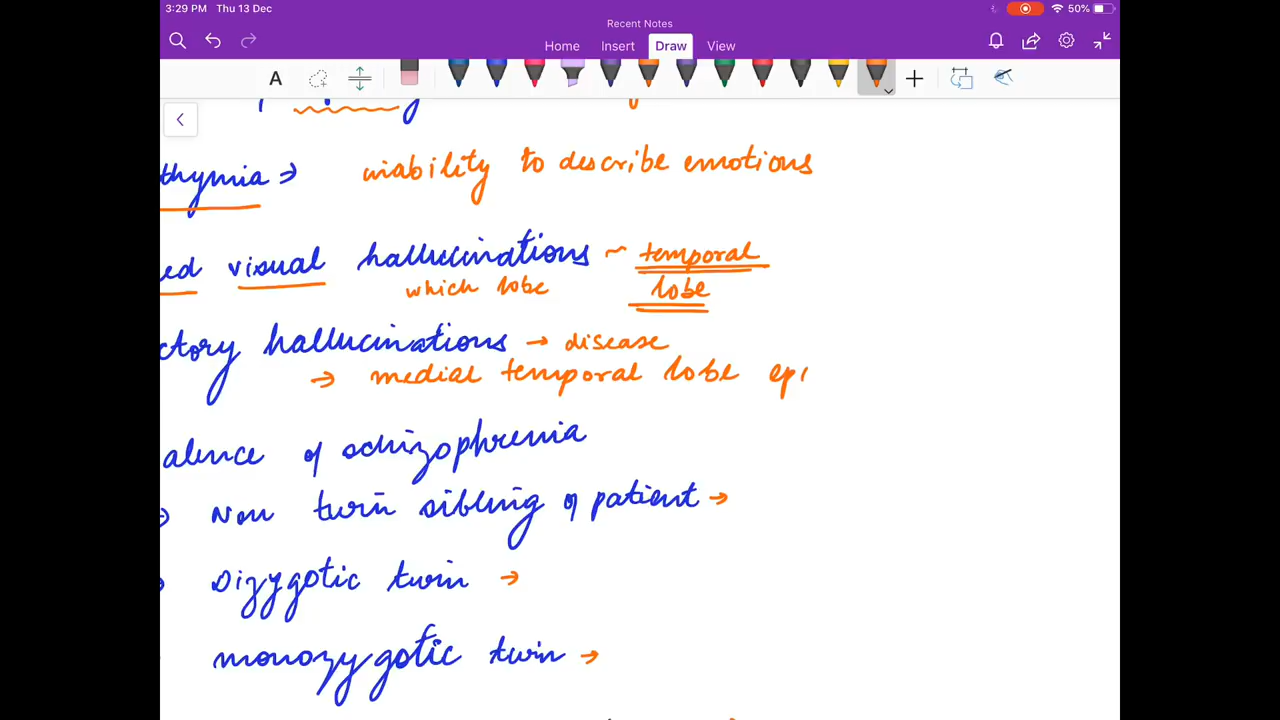 3:29 PM Thu 13 Dec
50%
Recent Notes
Home Insert Draw View
A
thymia → inability to describe emotions
ed visual hallucinations ~ temporal
which lobe lobe
ctory hallucinations → disease
→ medial temporal lobe epi
alence of schizophrenia
→ Non twin sibling of patient →
Dizygotic twin →
monozygotic twin →